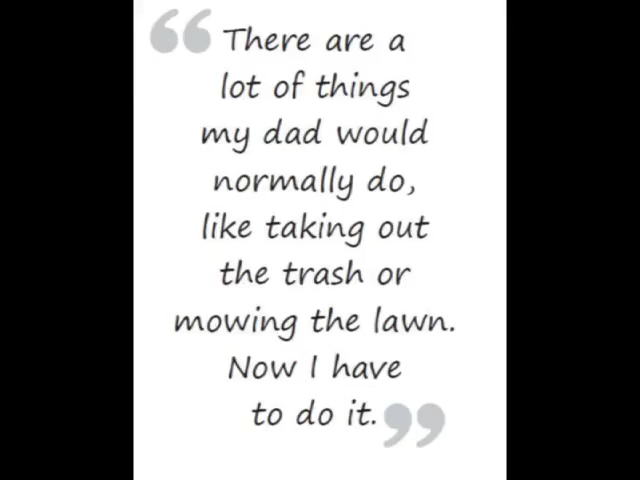 “There are a
lot of things
my dad would
normally do,
like taking out
the trash or
mowing the lawn.
Now I have
to do it.”